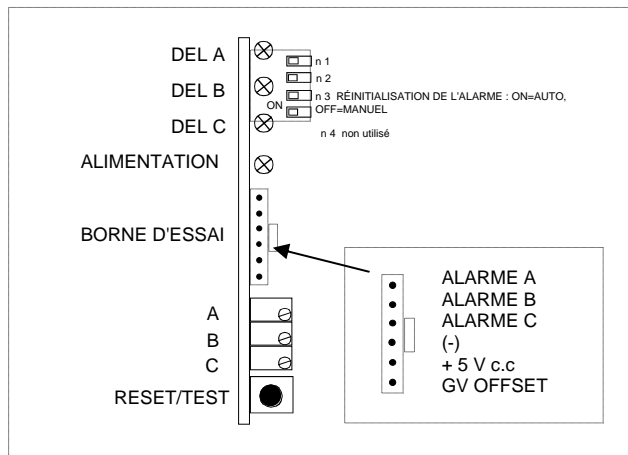 DEL A
n 1
n 2
DEL B
n 3 RÉINITIALISATION DE L'ALARME : ON=AUTO,
ON
OFF=MANUEL
DEL C
n 4 non utilisé
ALIMENTATION
BORNE D'ESSAI
A
B
C
RESET/TEST
ALARME A
ALARME B
ALARME C
(-)
+ 5 V c.c
GV OFFSET